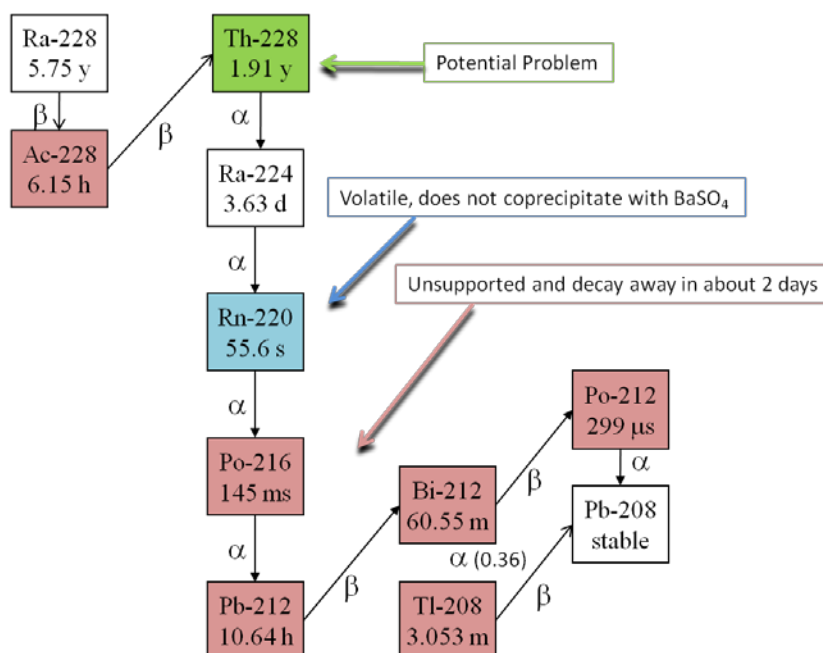 Ra-228
5.75 y
Th-228
1.91 y
Potential Problem
β
β
α
Ac-228
6.15 h
Ra-224
3.63 d
Volatile, does not coprecipitate with BaSO₄
α
Unsupported and decay away in about 2 days
Rn-220
55.6 s
α
Po-216
145 ms
Po-212
299 μs
α
Bi-212
60.55 m
β
Pb-208
stable
α
α (0.36)
β
Pb-212
10.64 h
Tl-208
3.053 m
β